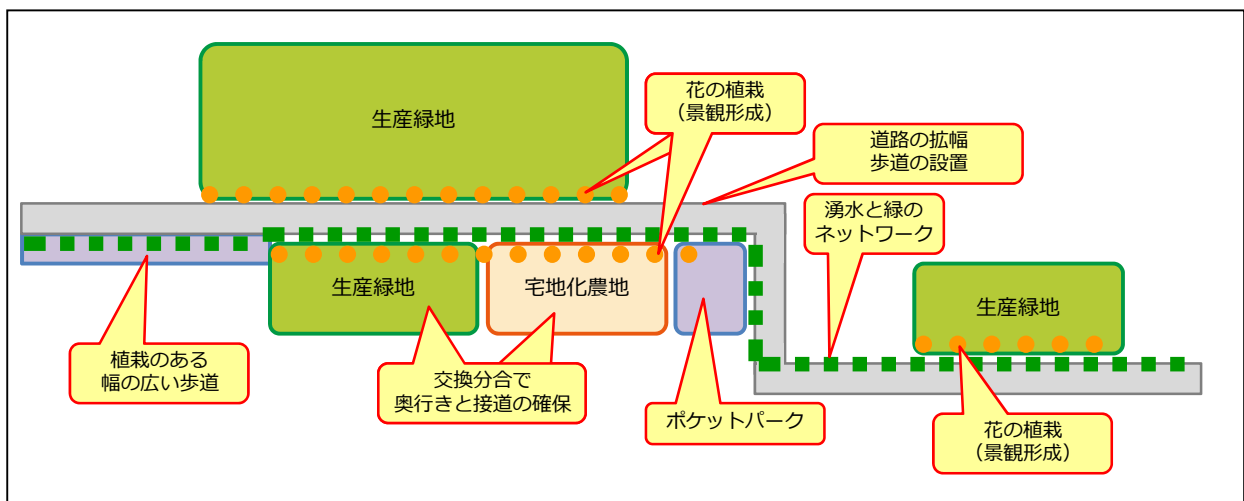 花の植栽
（景観形成）
生産緑地
道路の拡幅
歩道の設置
湧水と緑の
ネットワーク
生産緑地
宅地化農地
生産緑地
植栽のある
幅の広い歩道
交換分合で
奥行きと接道の確保
ポケットパーク
花の植栽
（景観形成）